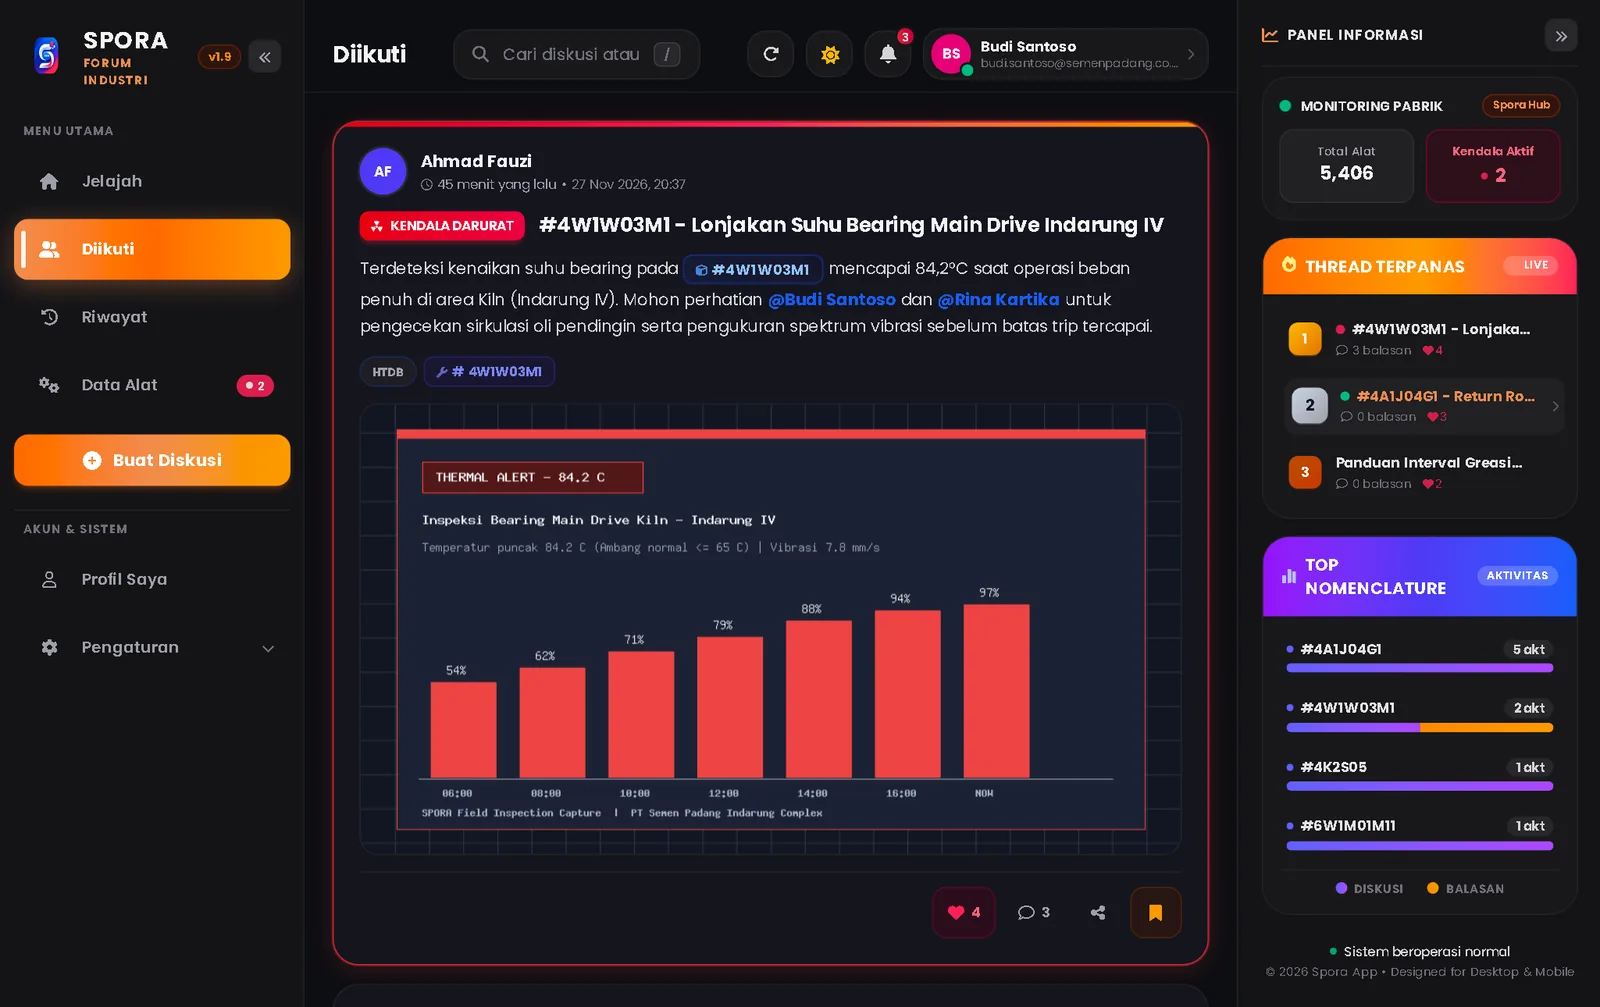 SPORA
FORUM
INDUSTRI
v1.9
MENU UTAMA
Jelajah
Diikuti
Riwayat
Data Alat
2
Buat Diskusi
AKUN & SISTEM
Profil Saya
Pengaturan
Diikuti
Cari diskusi atau
/
3
BS
Budi Santoso
budi.santoso@semenpadang.co...
AF
Ahmad Fauzi
45 menit yang lalu • 27 Nov 2026, 20:37
KENDALA DARURAT
#4W1W03M1 - Lonjakan Suhu Bearing Main Drive Indarung IV
Terdeteksi kenaikan suhu bearing pada #4W1W03M1 mencapai 84,2°C saat operasi beban
penuh di area Kiln (Indarung IV). Mohon perhatian @Budi Santoso dan @Rina Kartika untuk
pengecekan sirkulasi oli pendingin serta pengukuran spektrum vibrasi sebelum batas trip tercapai.
HTDB
# 4W1W03M1
THERMAL ALERT - 84.2 C
Inspeksi Bearing Main Drive Kiln - Indarung IV
Temperatur puncak 84.2 C (Ambang normal <= 65 C) | Vibrasi 7.8 mm/s
54%
62%
71%
79%
88%
94%
97%
06:00
08:00
10:00
12:00
14:00
16:00
NOW
SPORA Field Inspection Capture | PT Semen Padang Indarung Complex
4
3
PANEL INFORMASI
MONITORING PABRIK
Spora Hub
Total Alat
5,406
Kendala Aktif
2
THREAD TERPANAS
LIVE
1
#4W1W03M1 - Lonjaka...
3 balasan
4
2
#4A1J04G1 - Return Ro...
0 balasan
3
3
Panduan Interval Greasi...
0 balasan
2
TOP
NOMENCLATURE
AKTIVITAS
#4A1J04G1
5 akt
#4W1W03M1
2 akt
#4K2S05
1 akt
#6W1M01M11
1 akt
DISKUSI
BALASAN
Sistem beroperasi normal
© 2026 Spora App • Designed for Desktop & Mobile